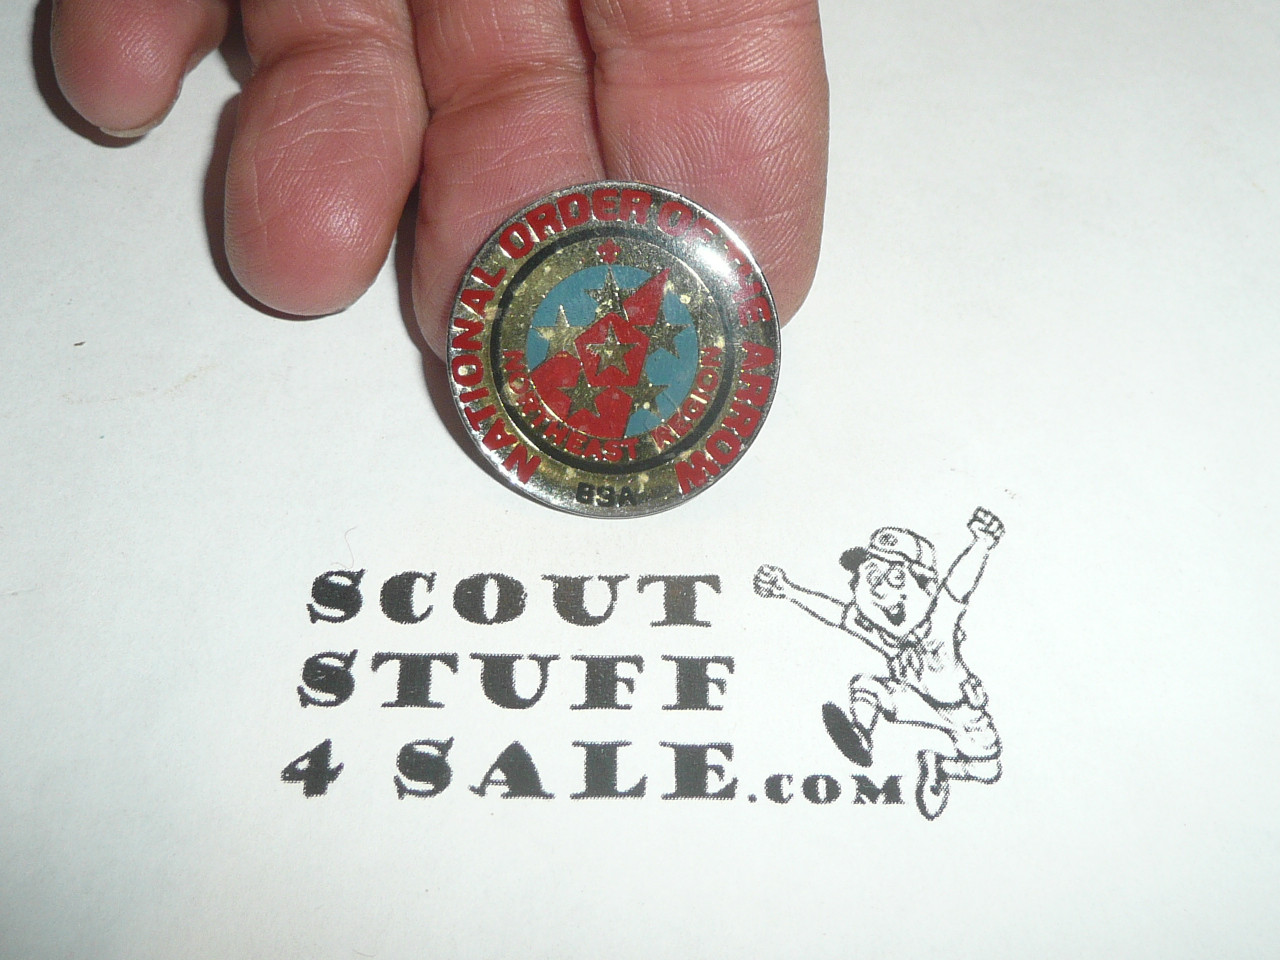 NATIONAL ORDER OF THE ARROW
NORTHEAST REGION
BSA
SCOUT
STUFF
4 SALE.COM